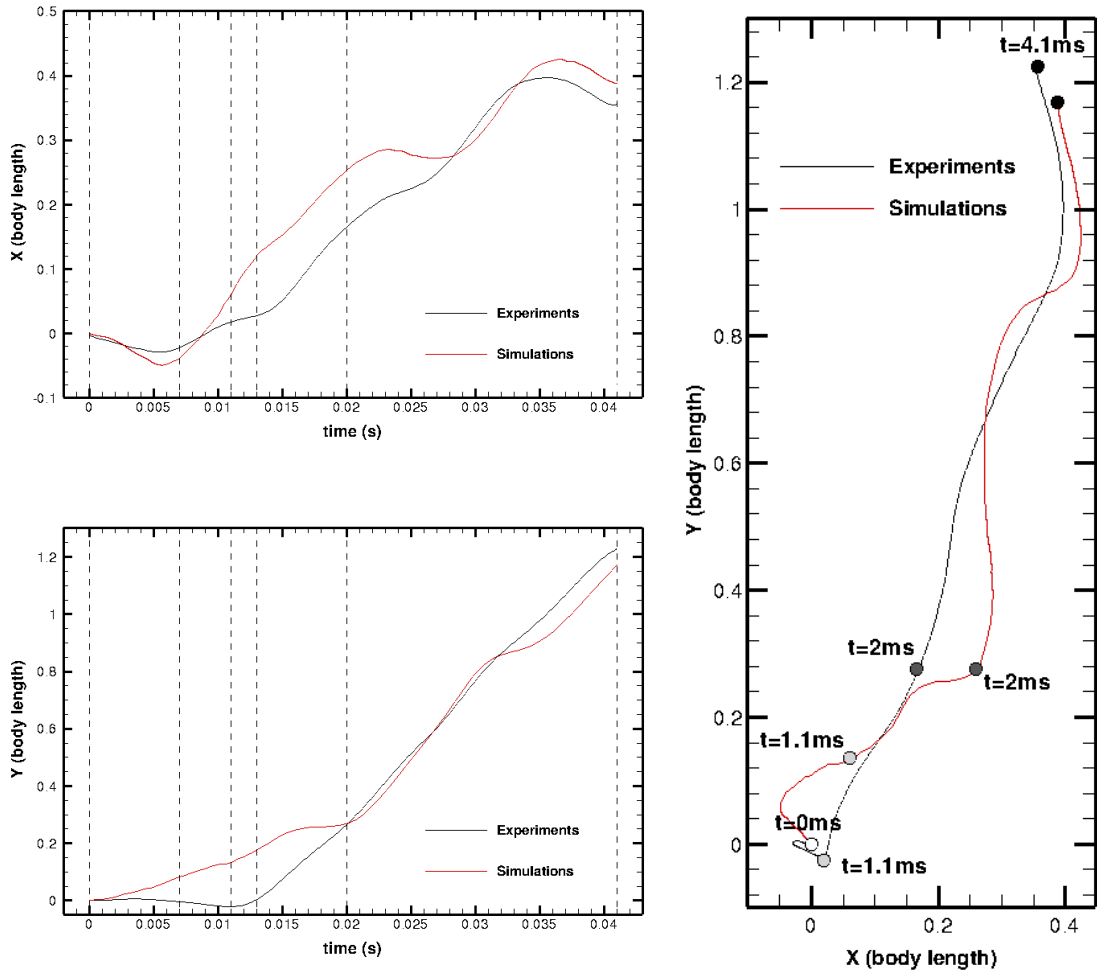 0.5
0.4
0.3
0.2
0.1
0
-0.1
X (body length)
Experiments
Simulations
0 0.005 0.01 0.015 0.02 0.025 0.03 0.035 0.04
time (s)
1.2
1
0.8
0.6
0.4
0.2
0
Y (body length)
Experiments
Simulations
0 0.005 0.01 0.015 0.02 0.025 0.03 0.035 0.04
time (s)
t=4.1ms
1.2
Experiments
Simulations
1
0.8
0.6
Y (body length)
0.4
t=2ms
t=2ms
0.2
t=1.1ms
t=0ms
0
t=1.1ms
0 0.2 0.4
X (body length)